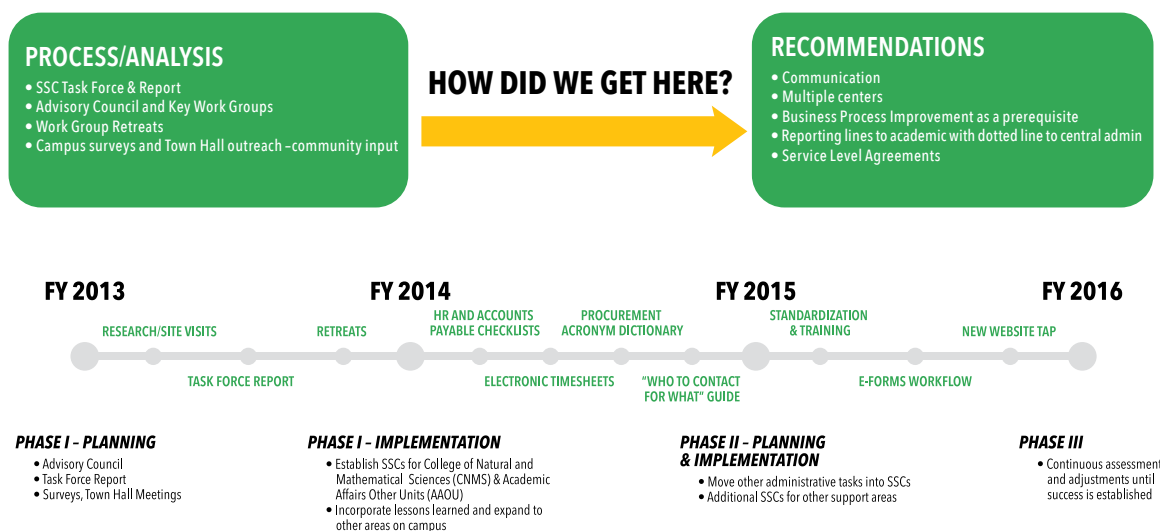 PROCESS/ANALYSIS
• SSC Task Force & Report
• Advisory Council and Key Work Groups
• Work Group Retreats
• Campus surveys and Town Hall outreach –community input
HOW DID WE GET HERE?
RECOMMENDATIONS
• Communication
• Multiple centers
• Business Process Improvement as a prerequisite
• Reporting lines to academic with dotted line to central admin
• Service Level Agreements
FY 2013
FY 2014
FY 2015
FY 2016
RESEARCH/SITE VISITS
RETREATS
HR AND ACCOUNTS
PAYABLE CHECKLISTS
PROCUREMENT
ACRONYM DICTIONARY
STANDARDIZATION
& TRAINING
NEW WEBSITE TAP
TASK FORCE REPORT
ELECTRONIC TIMESHEETS
"WHO TO CONTACT
FOR WHAT" GUIDE
E-FORMS WORKFLOW
PHASE I – PLANNING
• Advisory Council
• Task Force Report
• Surveys, Town Hall Meetings
PHASE I – IMPLEMENTATION
• Establish SSCs for College of Natural and
Mathematical Sciences (CNMS) & Academic
Affairs Other Units (AAOU)
• Incorporate lessons learned and expand to
other areas on campus
PHASE II – PLANNING
& IMPLEMENTATION
• Move other administrative tasks into SSCs
• Additional SSCs for other support areas
PHASE III
• Continuous assessment
and adjustments until
success is established